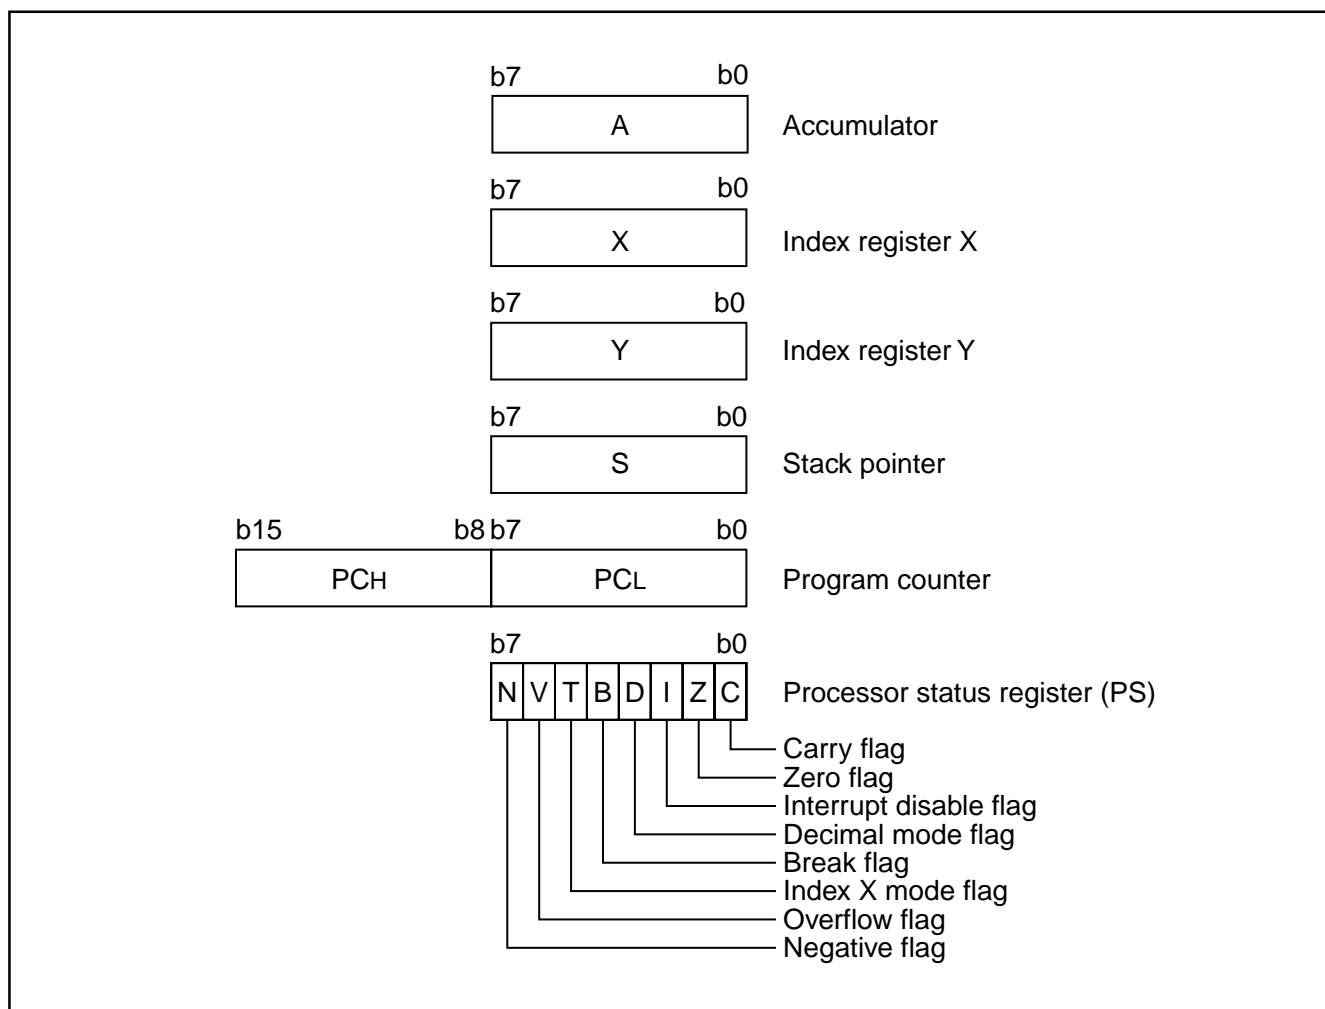 b7 b0
A Accumulator
b7 b0
X Index register X
b7 b0
Y Index register Y
b7 b0
S Stack pointer
b15 b8 b7 b0
PCH PCL Program counter
b7 b0
N V T B D I Z C Processor status register (PS)
Carry flag
Zero flag
Interrupt disable flag
Decimal mode flag
Break flag
Index X mode flag
Overflow flag
Negative flag